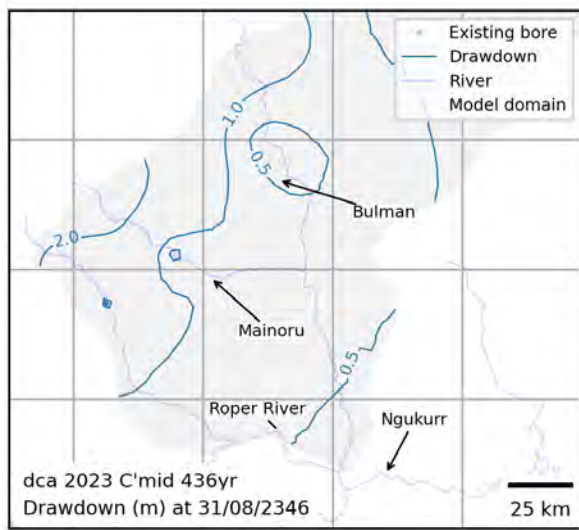 Existing bore
Drawdown
River
Model domain
1.0
0.5
Bulman
2.0
Mainoru
0.5
Roper River
Ngukurr
dca 2023 C'mid 436yr
Drawdown (m) at 31/08/2346
25 km